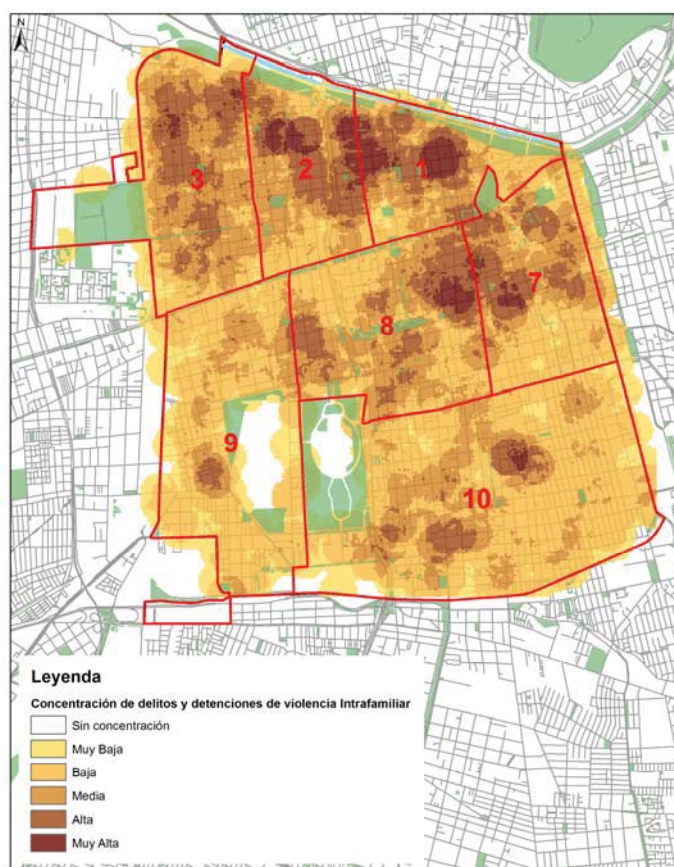 N
3
2
1
7
8
9
10
Leyenda
Concentración de delitos y detenciones de violencia Intrafamiliar
Sin concentración
Muy Baja
Baja
Media
Alta
Muy Alta